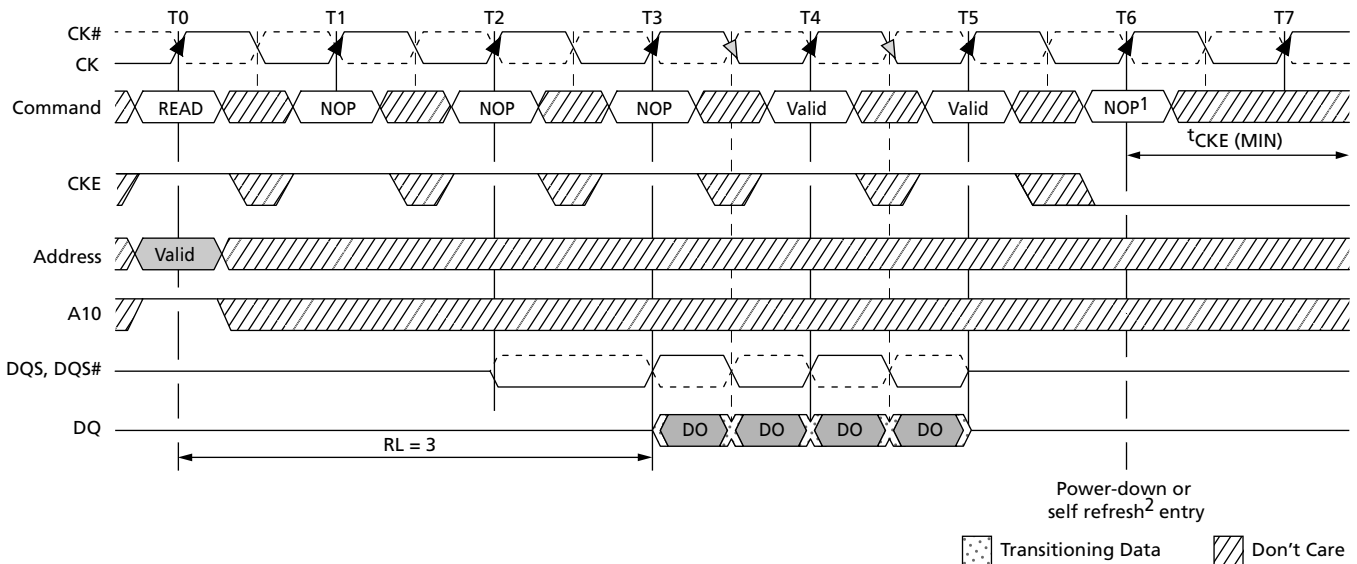 T0 T1 T2 T3 T4 T5 T6 T7
CK#
CK
Command READ NOP NOP NOP Valid Valid NOP1
tCKE (MIN)
CKE
Address Valid
A10
DQS, DQS#
DQ DO DO DO DO
RL = 3
Power-down or
self refresh2 entry
Transitioning Data Don't Care